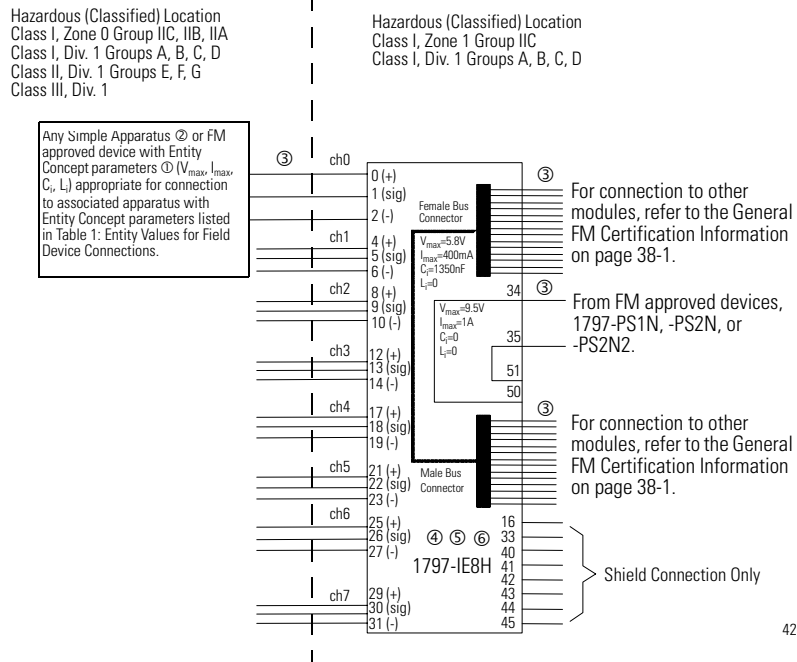 Hazardous (Classified) Location
Class I, Zone 0 Group IIC, IIB, IIA
Class I, Div. 1 Groups A, B, C, D
Class II, Div. 1 Groups E, F, G
Class III, Div. 1
Hazardous (Classified) Location
Class I, Zone 1 Group IIC
Class I, Div. 1 Groups A, B, C, D
Any Simple Apparatus ② or FM
approved device with Entity
Concept parameters ① (Vmax, Imax,
Ci, Li) appropriate for connection
to associated apparatus with
Entity Concept parameters listed
in Table 1: Entity Values for Field
Device Connections.
③
ch0
0 (+)
1 (sig)
2 (-)
ch1
4 (+)
5 (sig)
6 (-)
ch2
8 (+)
9 (sig)
10 (-)
ch3
12 (+)
13 (sig)
14 (-)
ch4
17 (+)
18 (sig)
19 (-)
ch5
21 (+)
22 (sig)
23 (-)
ch6
25 (+)
26 (sig)
27 (-)
ch7
29 (+)
30 (sig)
31 (-)
Female Bus
Connector
Vmax=5.8V
Imax=400mA
Ci=1350nF
Li=0
Vmax=9.5V
Imax=1A
Ci=0
Li=0
34
35
51
50
Male Bus
Connector
④ ⑤ ⑥
1797-IE8H
16
33
40
41
42
43
44
45
③
For connection to other
modules, refer to the General
FM Certification Information
on page 38-1.
③
From FM approved devices,
1797-PS1N, -PS2N, or
-PS2N2.
③
For connection to other
modules, refer to the General
FM Certification Information
on page 38-1.
Shield Connection Only
42